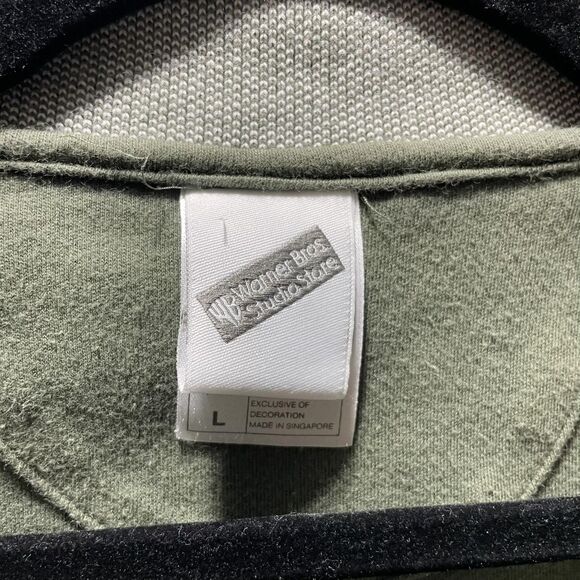 WB Warner Bros.
Studio Store
L
EXCLUSIVE OF
DECORATION
MADE IN SINGAPORE